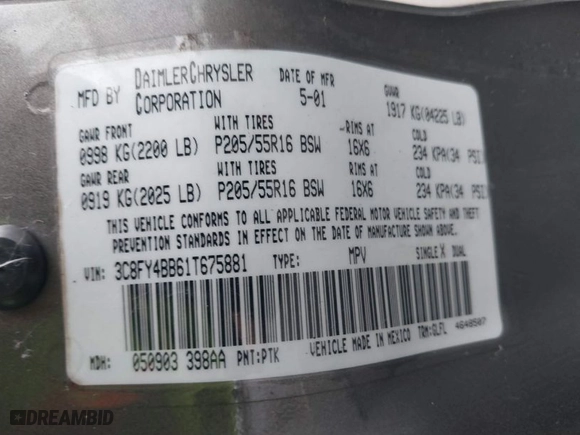 MFD BY DAIMLERCHRYSLER CORPORATION DATE OF MFR 5-01 GVWR 1917 KG(04225 LB)
GAWR FRONT WITH TIRES RIMS AT COLD
0998 KG(2200 LB) P205/55R16 BSW 16X6 234 KPA(34 PSI)
GAWR REAR WITH TIRES RIMS AT COLD
0919 KG(2025 LB) P205/55R16 BSW 16X6 234 KPA(34 PSI)
THIS VEHICLE CONFORMS TO ALL APPLICABLE FEDERAL MOTOR VEHICLE SAFETY AND THEFT
PREVENTION STANDARDS IN EFFECT ON THE DATE OF MANUFACTURE SHOWN ABOVE.
VIN: 3C8FY4BB61T675881 TYPE: MPV SINGLE X DUAL
MDH: 050903 398AA PNT:PTK VEHICLE MADE IN MEXICO TRM:GLFL 4648507
DREAMBID